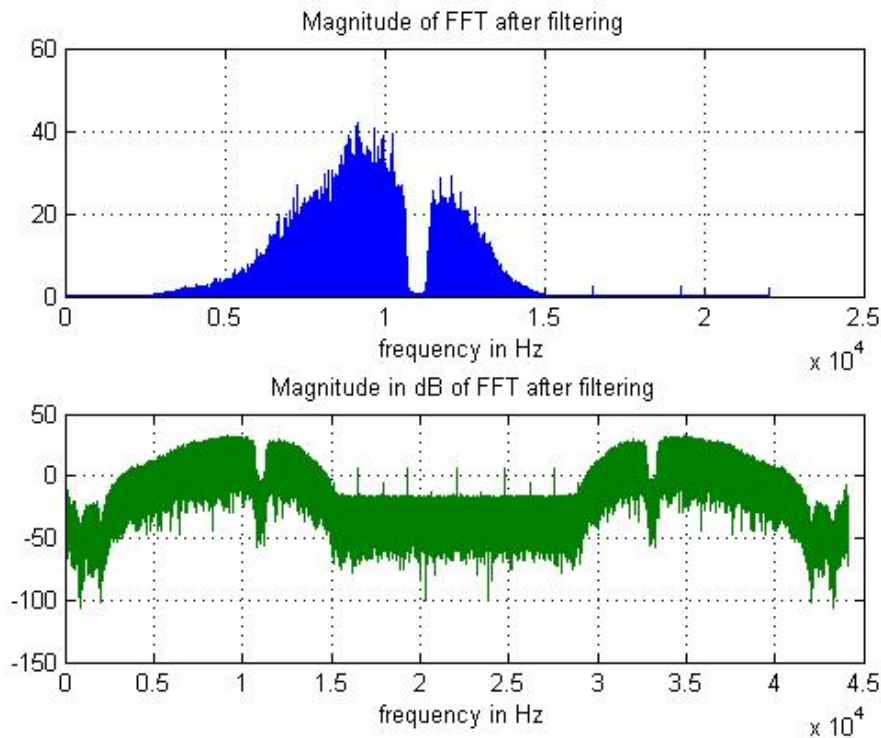 Magnitude of FFT after filtering
60
40
20
0
0 0.5 1 1.5 2 2.5
frequency in Hz
x 10^4
Magnitude in dB of FFT after filtering
50
0
-50
-100
-150
0 0.5 1 1.5 2 2.5 3 3.5 4 4.5
frequency in Hz
x 10^4